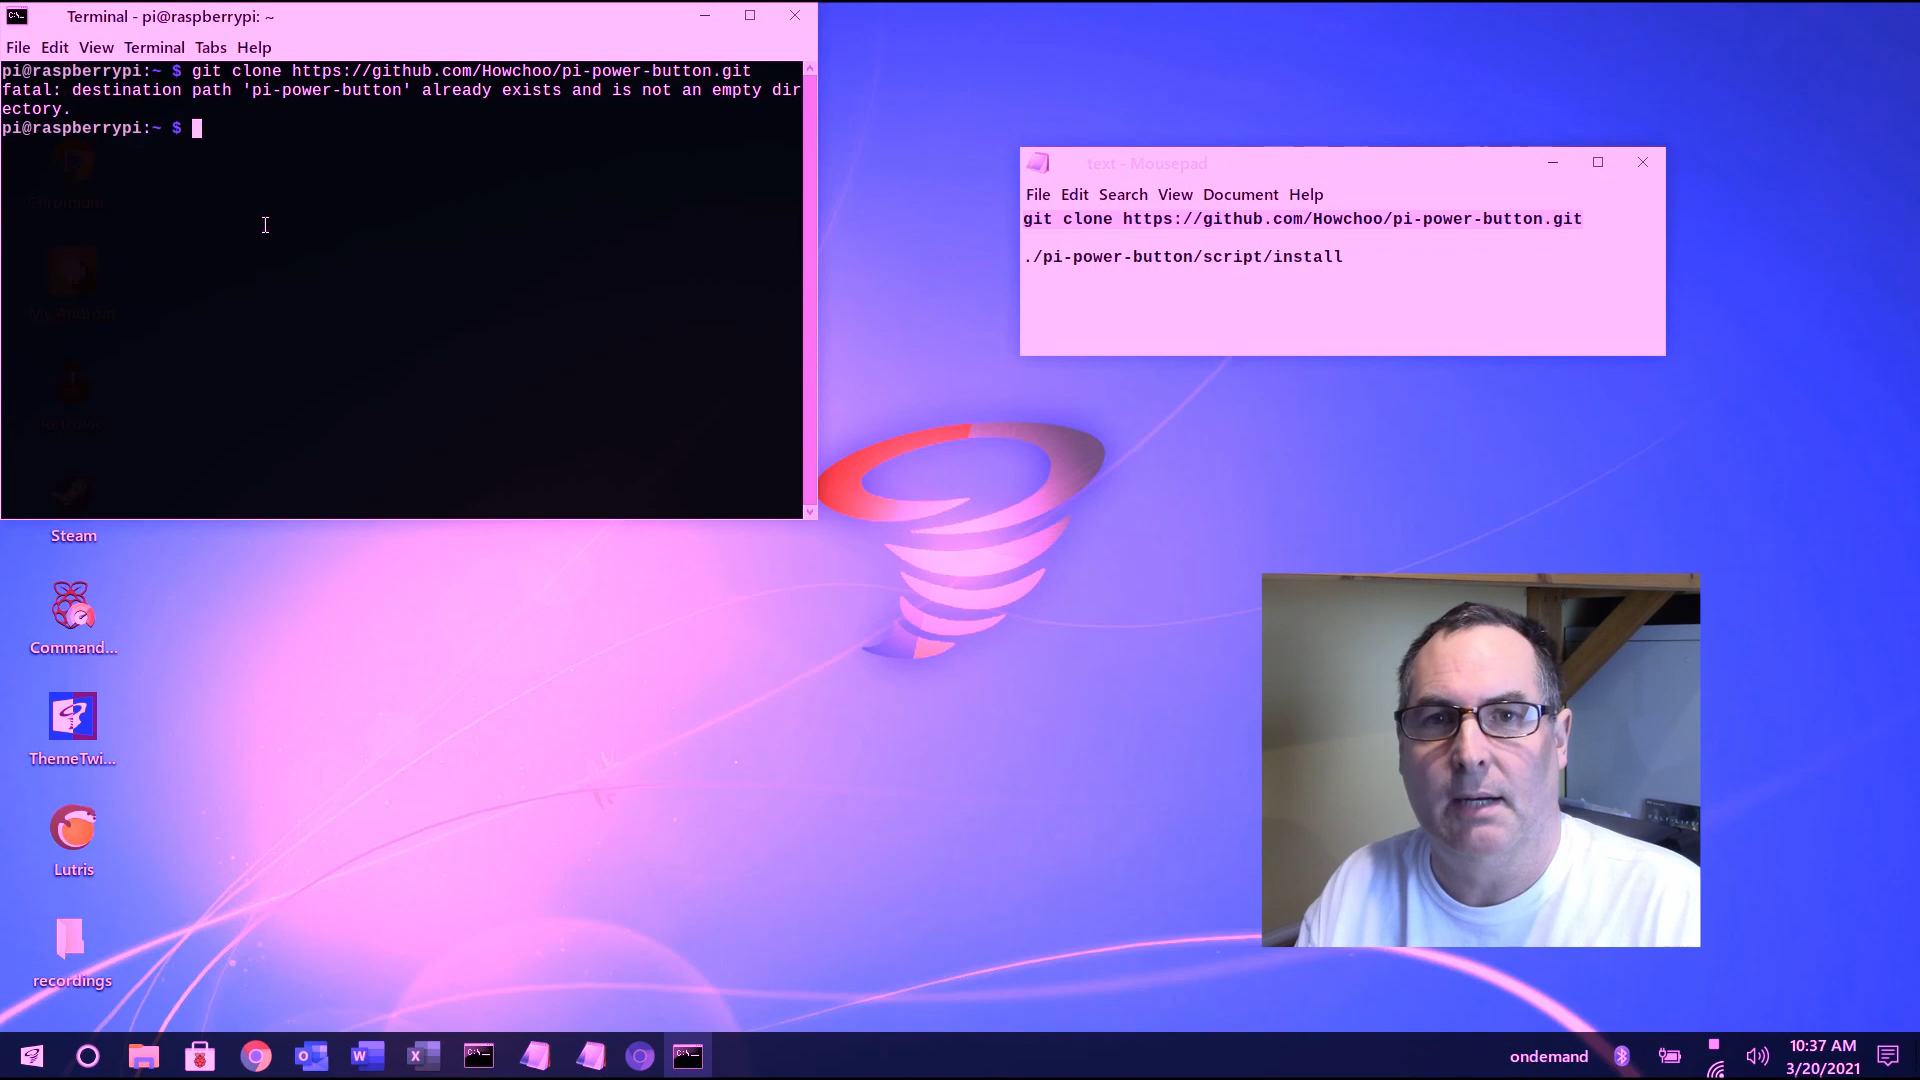 Terminal - pi@raspberrypi: ~
File Edit View Terminal Tabs Help
pi@raspberrypi:~ $ git clone https://github.com/Howchoo/pi-power-button.git
fatal: destination path 'pi-power-button' already exists and is not an empty dir
ectory.
pi@raspberrypi:~ $
text - Mousepad
File Edit Search View Document Help
git clone https://github.com/Howchoo/pi-power-button.git
./pi-power-button/script/install
My Android
Steam
Command...
ThemeTwi...
Lutris
recordings
ondemand
10:37 AM
3/20/2021